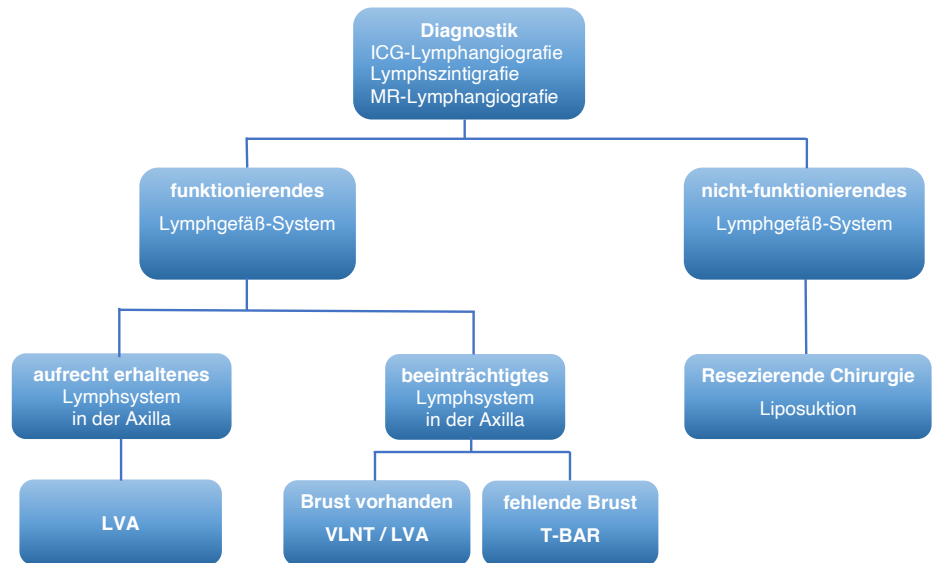 Diagnostik
ICG-Lymphangiografie
Lymphszintigrafie
MR-Lymphangiografie
funktionierendes
Lymphgefäß-System
nicht-funktionierendes
Lymphgefäß-System
aufrecht erhaltenes
Lymphsystem
in der Axilla
beeinträchtigtes
Lymphsystem
in der Axilla
Resezierende Chirurgie
Liposuktion
LVA
Brust vorhanden
VLNT / LVA
fehlende Brust
T-BAR